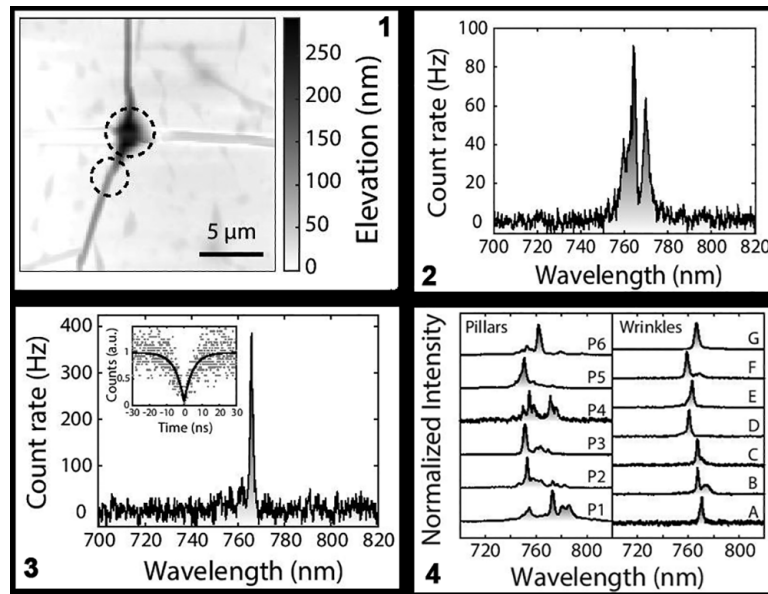 1
250
200
150
100
50
0
Elevation (nm)
5 µm
2
Count rate (Hz)
100
80
60
40
20
0
700 720 740 760 780 800 820
Wavelength (nm)
3
Count rate (Hz)
400
300
200
100
0
Counts (a.u.)
1
0.5
0
-30 -20 -10 0 10 20 30
Time (ns)
700 720 740 760 780 800 820
Wavelength (nm)
4
Normalized Intensity
Pillars
P6
P5
P4
P3
P2
P1
Wrinkles
G
F
E
D
C
B
A
720 760 800 720 760 800
Wavelength (nm)